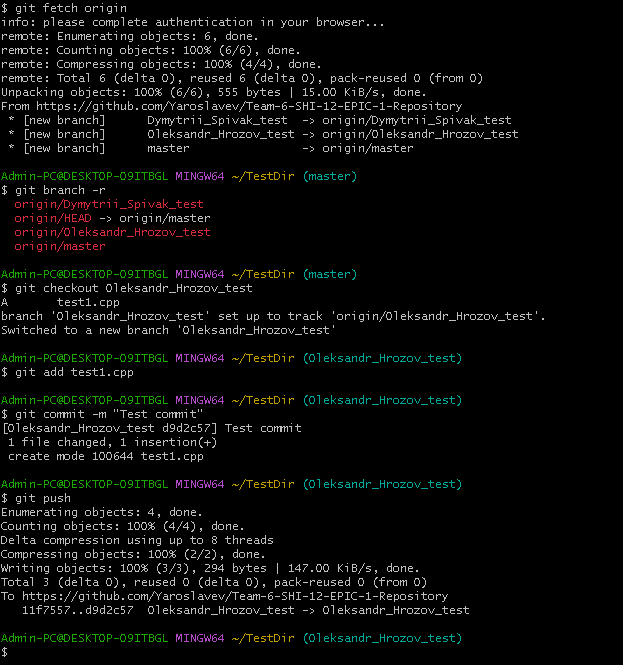 $ git fetch origin
info: please complete authentication in your browser...
remote: Enumerating objects: 6, done.
remote: Counting objects: 100% (6/6), done.
remote: Compressing objects: 100% (4/4), done.
remote: Total 6 (delta 0), reused 6 (delta 0), pack-reused 0 (from 0)
Unpacking objects: 100% (6/6), 555 bytes | 15.00 KiB/s, done.
From https://github.com/Yaroslavev/Team-6-SHI-12-EPIC-1-Repository
 * [new branch]      Dymytrii_Spivak_test  -> origin/Dymytrii_Spivak_test
 * [new branch]      Oleksandr_Hrozov_test -> origin/Oleksandr_Hrozov_test
 * [new branch]      master                -> origin/master
Admin-PC@DESKTOP-O9ITBGL MINGW64 ~/TestDir (master)
$ git branch -r
  origin/Dymytrii_Spivak_test
  origin/HEAD -> origin/master
  origin/Oleksandr_Hrozov_test
  origin/master
Admin-PC@DESKTOP-O9ITBGL MINGW64 ~/TestDir (master)
$ git checkout Oleksandr_Hrozov_test
A       test1.cpp
branch 'Oleksandr_Hrozov_test' set up to track 'origin/Oleksandr_Hrozov_test'.
Switched to a new branch 'Oleksandr_Hrozov_test'
Admin-PC@DESKTOP-O9ITBGL MINGW64 ~/TestDir (Oleksandr_Hrozov_test)
$ git add test1.cpp
Admin-PC@DESKTOP-O9ITBGL MINGW64 ~/TestDir (Oleksandr_Hrozov_test)
$ git commit -m "Test commit"
[Oleksandr_Hrozov_test d9d2c57] Test commit
 1 file changed, 1 insertion(+)
 create mode 100644 test1.cpp
Admin-PC@DESKTOP-O9ITBGL MINGW64 ~/TestDir (Oleksandr_Hrozov_test)
$ git push
Enumerating objects: 4, done.
Counting objects: 100% (4/4), done.
Delta compression using up to 8 threads
Compressing objects: 100% (2/2), done.
Writing objects: 100% (3/3), 294 bytes | 147.00 KiB/s, done.
Total 3 (delta 0), reused 0 (delta 0), pack-reused 0 (from 0)
To https://github.com/Yaroslavev/Team-6-SHI-12-EPIC-1-Repository
   11f7557..d9d2c57  Oleksandr_Hrozov_test -> Oleksandr_Hrozov_test
Admin-PC@DESKTOP-O9ITBGL MINGW64 ~/TestDir (Oleksandr_Hrozov_test)
$